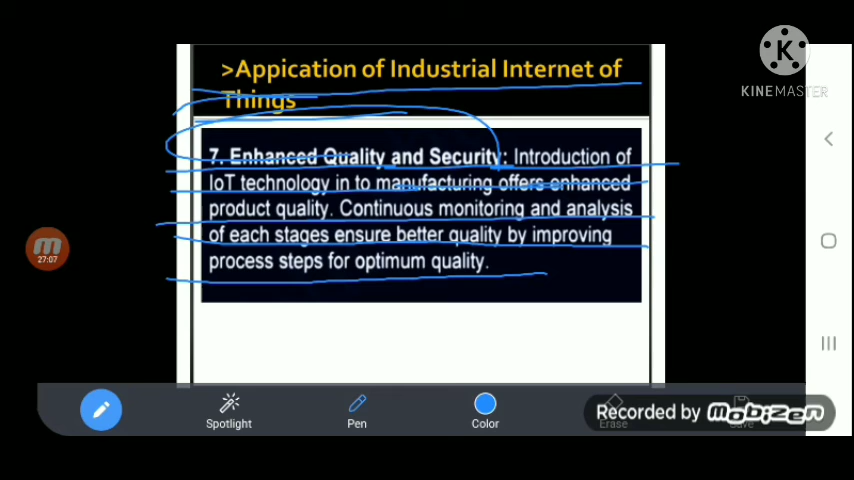 >Appication of Industrial Internet of
Things
7. Enhanced Quality and Security: Introduction of
IoT technology in to manufacturing offers enhanced
product quality. Continuous monitoring and analysis
of each stages ensure better quality by improving
process steps for optimum quality.
K
KINEMASTER
27:07
Spotlight
Pen
Color
Erase
Save
Recorded by Mobizen